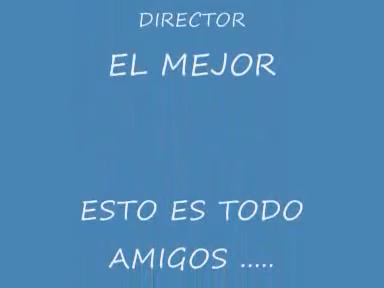 DIRECTOR
EL MEJOR
ESTO ES TODO
AMIGOS .....